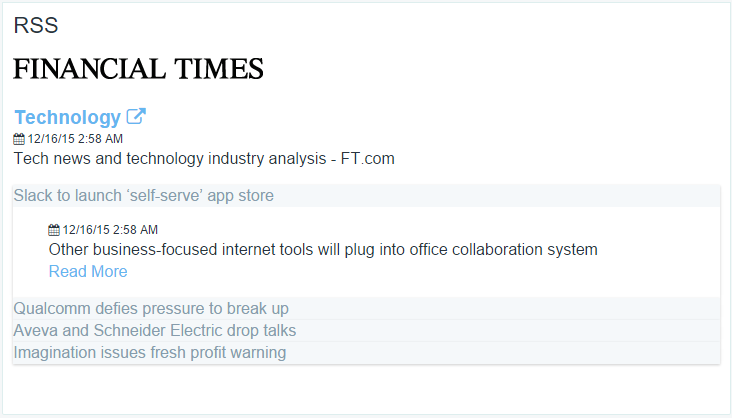 RSS
FINANCIAL TIMES
Technology
12/16/15 2:58 AM
Tech news and technology industry analysis - FT.com
Slack to launch ‘self-serve’ app store
12/16/15 2:58 AM
Other business-focused internet tools will plug into office collaboration system
Read More
Qualcomm defies pressure to break up
Aveva and Schneider Electric drop talks
Imagination issues fresh profit warning